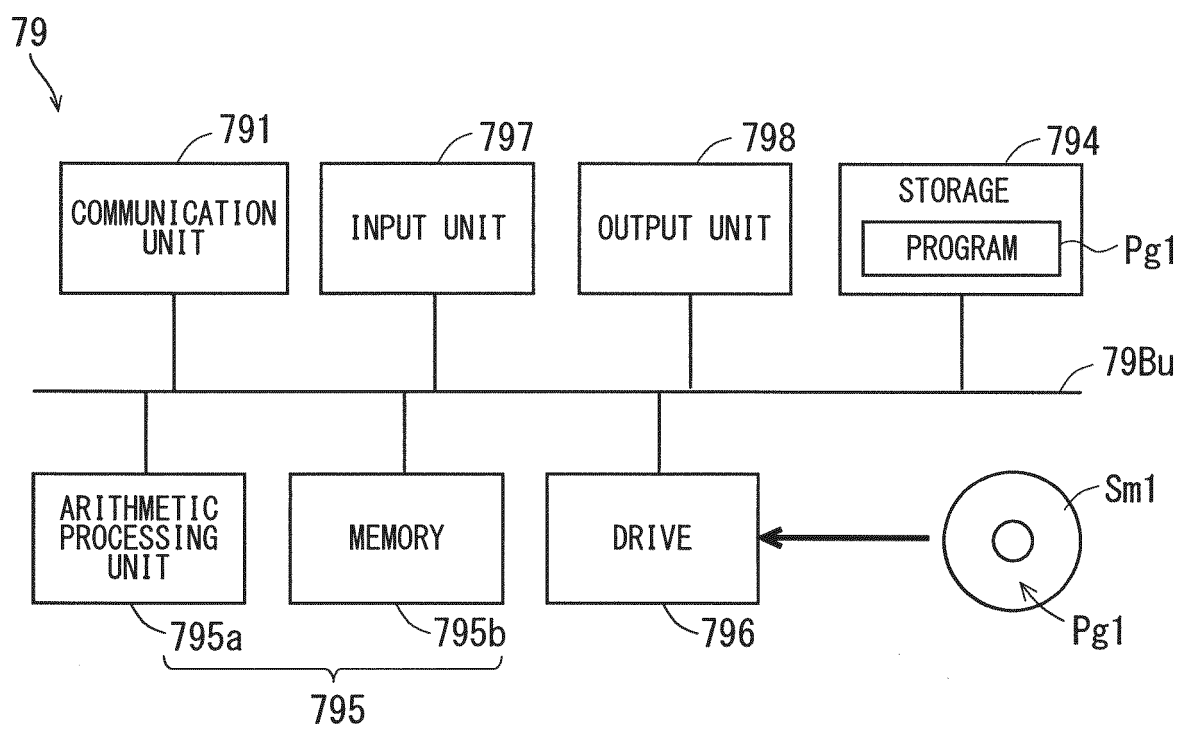 79
791
797
798
794
COMMUNICATION
UNIT
INPUT UNIT
OUTPUT UNIT
STORAGE
PROGRAM
Pg1
79Bu
ARITHMETIC
PROCESSING
UNIT
MEMORY
DRIVE
Sm1
795a
795b
796
Pg1
795